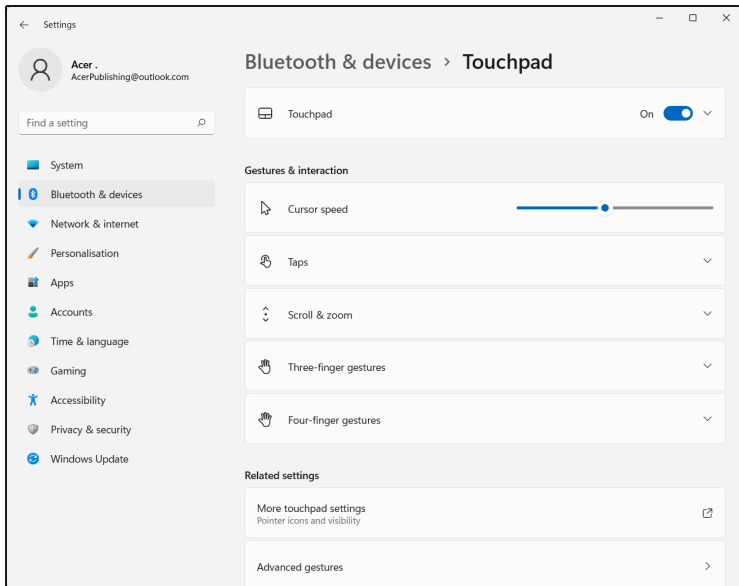 Settings
Acer .
AcerPublishing@outlook.com
Find a setting
System
Bluetooth & devices
Network & internet
Personalisation
Apps
Accounts
Time & language
Gaming
Accessibility
Privacy & security
Windows Update
Bluetooth & devices › Touchpad
Touchpad On
Gestures & interaction
Cursor speed
Taps
Scroll & zoom
Three-finger gestures
Four-finger gestures
Related settings
More touchpad settings
Pointer icons and visibility
Advanced gestures